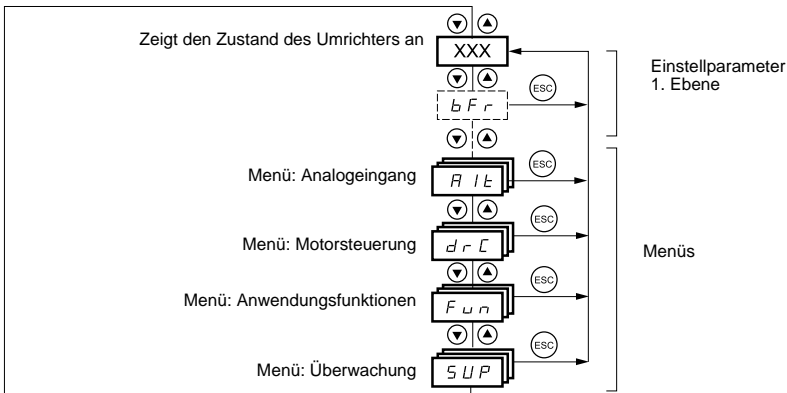 Zeigt den Zustand des Umrichters an
XXX
ESC
bFr
Einstellparameter
1. Ebene
ESC
Menü: Analogeingang
AIt
ESC
Menü: Motorsteuerung
drC
Menüs
ESC
Menü: Anwendungsfunktionen
Fun
ESC
Menü: Überwachung
SUP